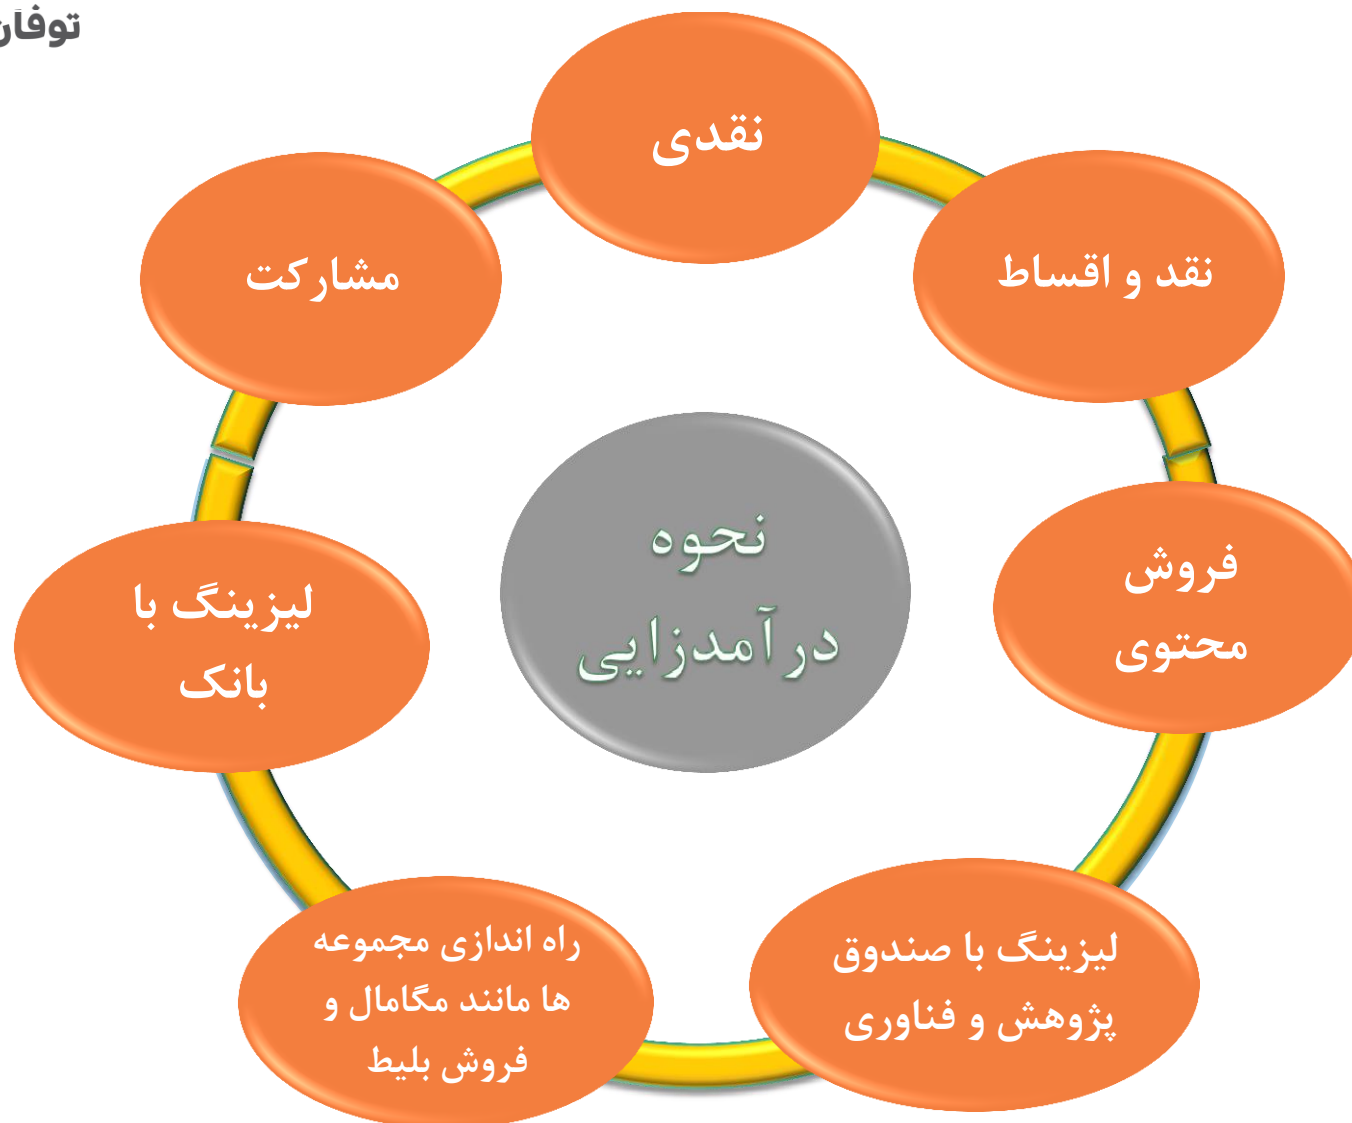 توفان
نقدی
نقد و اقساط
فروش
محتوی
لیزینگ با صندوق
پژوهش و فناوری
راه اندازی مجموعه
ها مانند مگامال و
فروش بلیط
لیزینگ با
بانک
مشارکت
نحوه
درآمدزایی